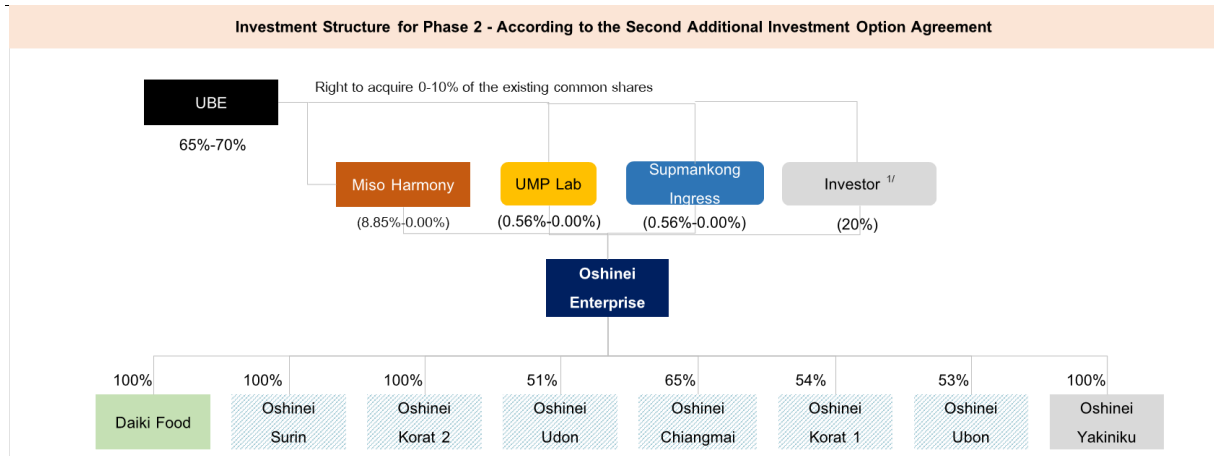 Investment Structure for Phase 2 - According to the Second Additional Investment Option Agreement
UBE
Right to acquire 0-10% of the existing common shares
65%-70%
Miso Harmony
UMP Lab
Supmankong
Ingress
Investor 1/
(8.85%-0.00%)
(0.56%-0.00%)
(0.56%-0.00%)
(20%)
Oshinei
Enterprise
100%
100%
100%
51%
65%
54%
53%
100%
Daiki Food
Oshinei
Surin
Oshinei
Korat 2
Oshinei
Udon
Oshinei
Chiangmai
Oshinei
Korat 1
Oshinei
Ubon
Oshinei
Yakiniku